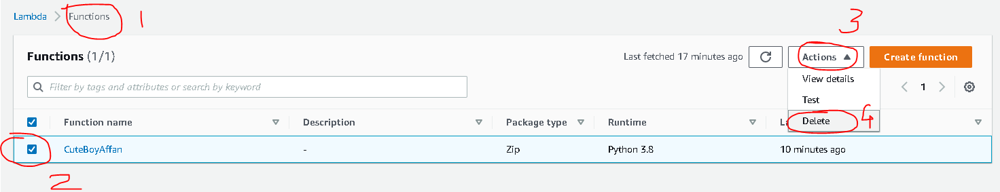 Lambda > Functions 1
3
Functions (1/1) Last fetched 17 minutes ago Actions Create function
Filter by tags and attributes or search by keyword
View details
< 1 >
Test
Function name Description Package type Runtime La
Delete 4
CuteBoyAffan - Zip Python 3.8 10 minutes ago
2